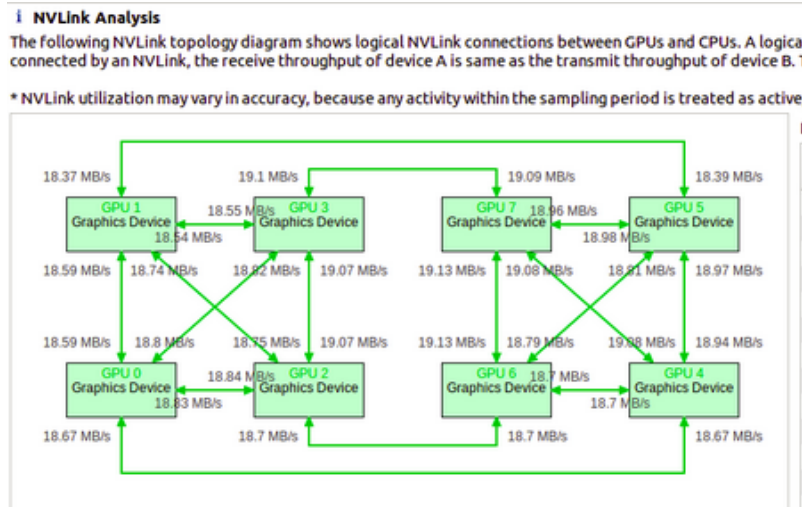 i NVLink Analysis
The following NVLink topology diagram shows logical NVLink connections between GPUs and CPUs. A logica
connected by an NVLink, the receive throughput of device A is same as the transmit throughput of device B.
* NVLink utilization may vary in accuracy, because any activity within the sampling period is treated as active
18.37 MB/s 19.1 MB/s 19.09 MB/s 18.39 MB/s
GPU 1 18.55 MB/s GPU 3 GPU 7 18.96 MB/s GPU 5
Graphics Device Graphics Device Graphics Device Graphics Device
18.54 MB/s 18.98 MB/s
18.59 MB/s 18.74 MB/s 18.82 MB/s 19.07 MB/s 19.13 MB/s 19.08 MB/s 18.81 MB/s 18.97 MB/s
18.59 MB/s 18.8 MB/s 18.75 MB/s 19.07 MB/s 19.13 MB/s 18.79 MB/s 19.08 MB/s 18.94 MB/s
GPU 0 18.84 MB/s GPU 2 GPU 6 18.7 MB/s GPU 4
Graphics Device Graphics Device Graphics Device Graphics Device
18.83 MB/s 18.7 MB/s
18.67 MB/s 18.7 MB/s 18.7 MB/s 18.67 MB/s